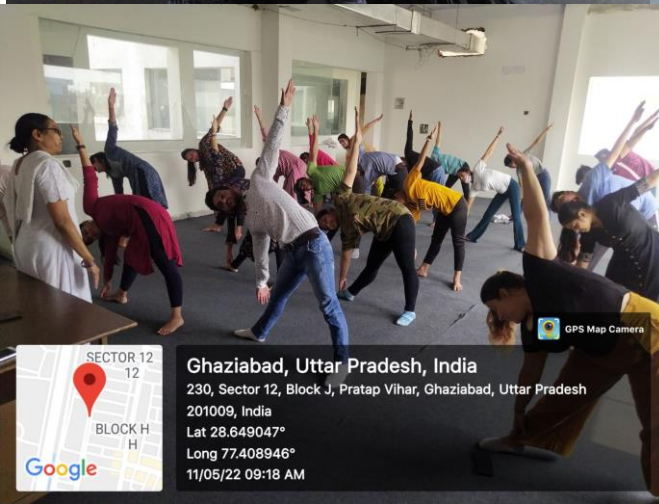 GPS Map Camera
SECTOR 12
12
BLOCK H
H
Google
Ghaziabad, Uttar Pradesh, India
230, Sector 12, Block J, Pratap Vihar, Ghaziabad, Uttar Pradesh
201009, India
Lat 28.649047°
Long 77.408946°
11/05/22 09:18 AM